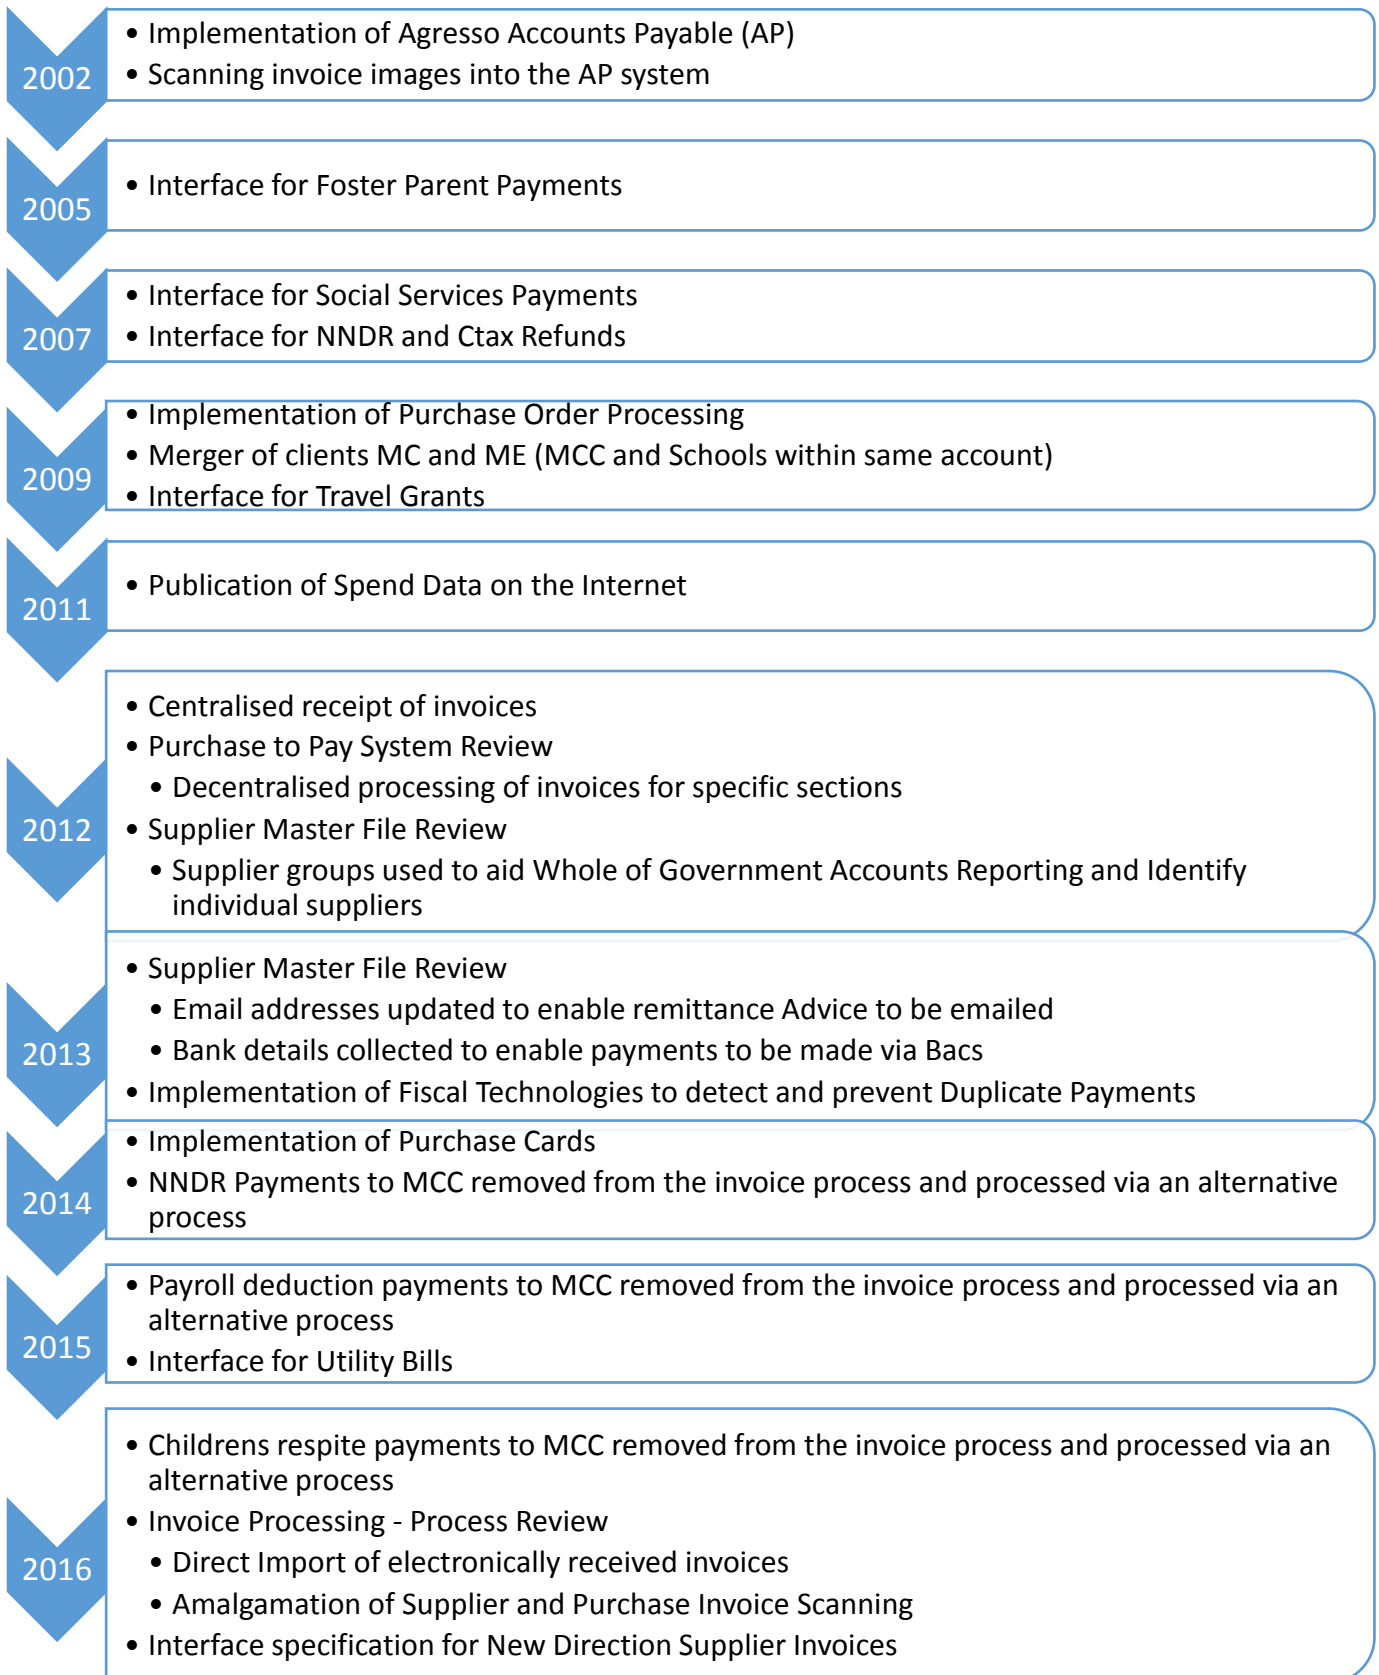 2002
• Implementation of Agresso Accounts Payable (AP)
• Scanning invoice images into the AP system
2005
• Interface for Foster Parent Payments
2007
• Interface for Social Services Payments
• Interface for NNDR and Ctax Refunds
2009
• Implementation of Purchase Order Processing
• Merger of clients MC and ME (MCC and Schools within same account)
• Interface for Travel Grants
2011
• Publication of Spend Data on the Internet
2012
• Centralised receipt of invoices
• Purchase to Pay System Review
• Decentralised processing of invoices for specific sections
• Supplier Master File Review
• Supplier groups used to aid Whole of Government Accounts Reporting and Identify
individual suppliers
2013
• Supplier Master File Review
• Email addresses updated to enable remittance Advice to be emailed
• Bank details collected to enable payments to be made via Bacs
• Implementation of Fiscal Technologies to detect and prevent Duplicate Payments
2014
• Implementation of Purchase Cards
• NNDR Payments to MCC removed from the invoice process and processed via an alternative
process
2015
• Payroll deduction payments to MCC removed from the invoice process and processed via an
alternative process
• Interface for Utility Bills
2016
• Childrens respite payments to MCC removed from the invoice process and processed via an
alternative process
• Invoice Processing - Process Review
• Direct Import of electronically received invoices
• Amalgamation of Supplier and Purchase Invoice Scanning
• Interface specification for New Direction Supplier Invoices